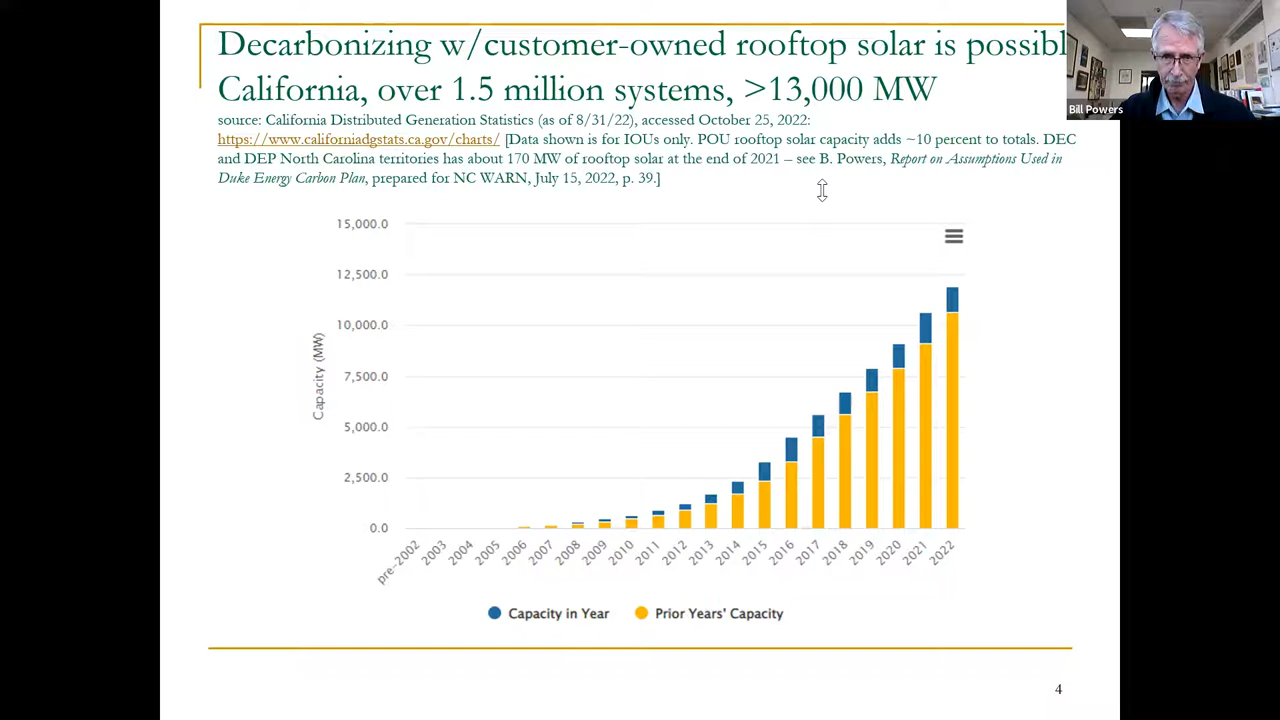 Decarbonizing w/customer-owned rooftop solar is possibl
California, over 1.5 million systems, >13,000 MW
source: California Distributed Generation Statistics (as of 8/31/22), accessed October 25, 2022:
https://www.californiadgstats.ca.gov/charts/ [Data shown is for IOUs only. POU rooftop solar capacity adds ~10 percent to totals. DEC
and DEP North Carolina territories has about 170 MW of rooftop solar at the end of 2021 – see B. Powers, Report on Assumptions Used in
Duke Energy Carbon Plan, prepared for NC WARN, July 15, 2022, p. 39.]
Bill Powers
15,000.0
12,500.0
10,000.0
7,500.0
5,000.0
2,500.0
0.0
Capacity (MW)
pre-2002 2003 2004 2005 2006 2007 2008 2009 2010 2011 2012 2013 2014 2015 2016 2017 2018 2019 2020 2021 2022
Capacity in Year Prior Years' Capacity
4